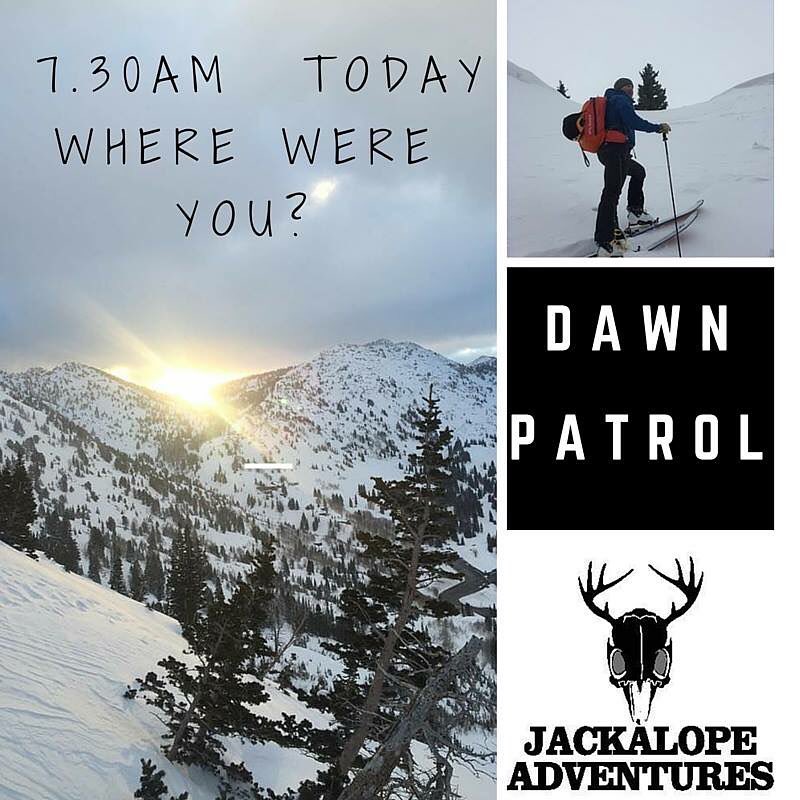 7.30AM TODAY
WHERE WERE
YOU?
DAWN
PATROL
JACKALOPE
ADVENTURES